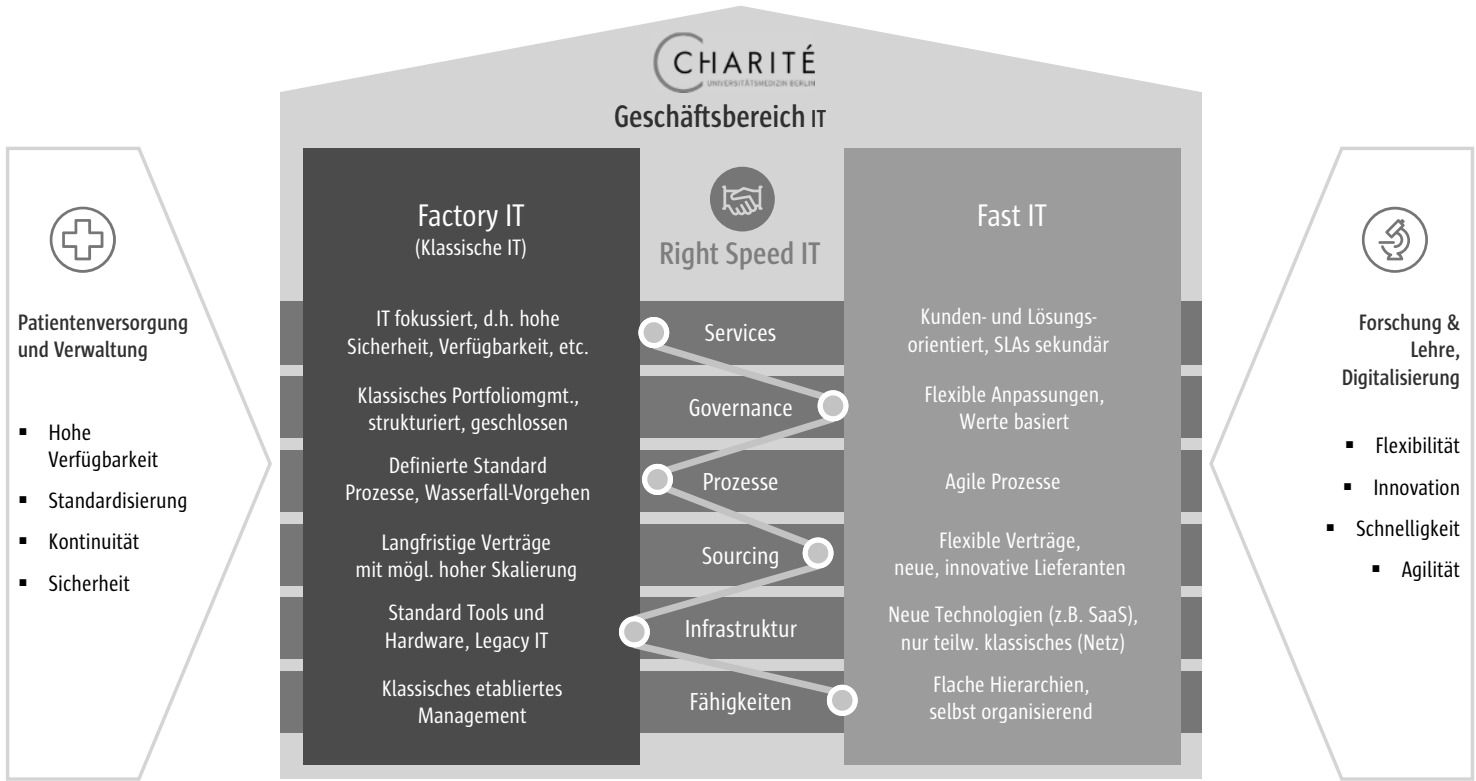 CHARITÉ
UNIVERSITÄTSMEDIZIN BERLIN
Geschäftsbereich IT
Patientenversorgung
und Verwaltung
▪ Hohe
Verfügbarkeit
▪ Standardisierung
▪ Kontinuität
▪ Sicherheit
Factory IT
(Klassische IT)
Right Speed IT
Fast IT
IT fokussiert, d.h. hohe
Sicherheit, Verfügbarkeit, etc.
Services
Kunden- und Lösungs-
orientiert, SLAs sekundär
Klassisches Portfoliomgmt.,
strukturiert, geschlossen
Governance
Flexible Anpassungen,
Werte basiert
Definierte Standard
Prozesse, Wasserfall-Vorgehen
Prozesse
Agile Prozesse
Langfristige Verträge
mit mögl. hoher Skalierung
Sourcing
Flexible Verträge,
neue, innovative Lieferanten
Standard Tools und
Hardware, Legacy IT
Infrastruktur
Neue Technologien (z.B. SaaS),
nur teilw. klassisches (Netz)
Klassisches etabliertes
Management
Fähigkeiten
Flache Hierarchien,
selbst organisierend
Forschung &
Lehre,
Digitalisierung
▪ Flexibilität
▪ Innovation
▪ Schnelligkeit
▪ Agilität